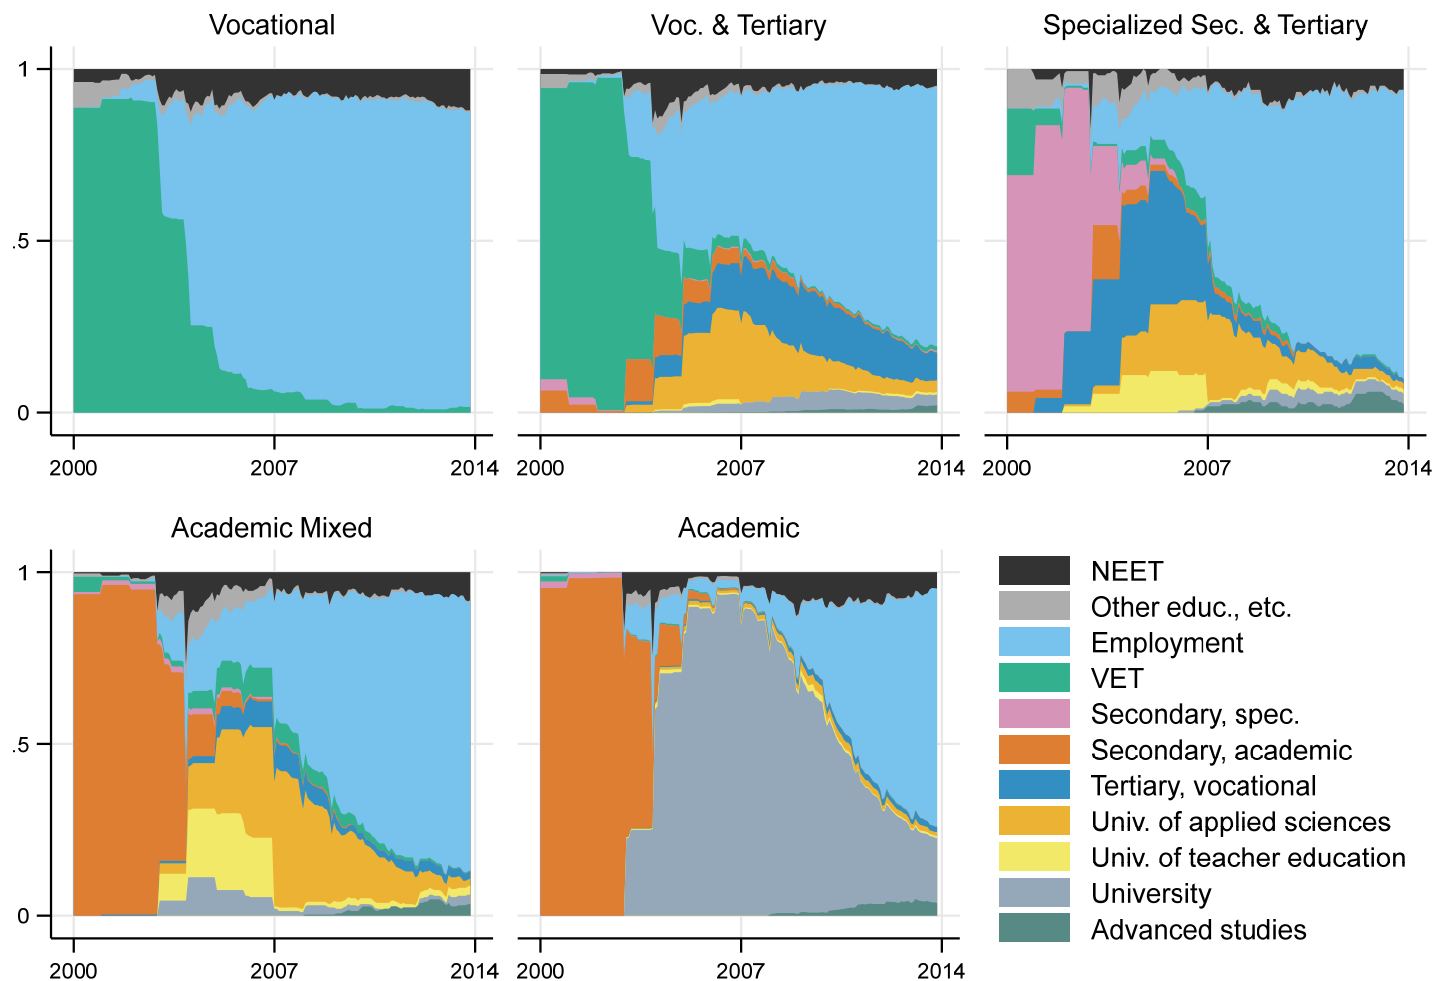 Vocational
Voc. & Tertiary
Specialized Sec. & Tertiary
1
.5
0
2000 2007 2014
2000 2007 2014
2000 2007 2014
Academic Mixed
Academic
1
.5
0
2000 2007 2014
2000 2007 2014
NEET
Other educ., etc.
Employment
VET
Secondary, spec.
Secondary, academic
Tertiary, vocational
Univ. of applied sciences
Univ. of teacher education
University
Advanced studies